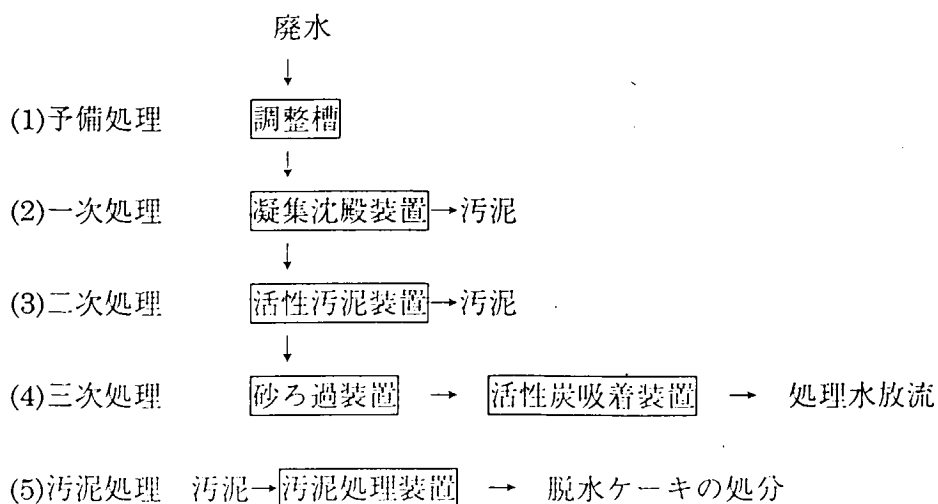 廃水
↓
(1)予備処理 調整槽
↓
(2)一次処理 凝集沈殿装置→汚泥
↓
(3)二次処理 活性汚泥装置→汚泥
↓
(4)三次処理 砂ろ過装置 → 活性炭吸着装置 → 処理水放流
(5)汚泥処理 汚泥→汚泥処理装置 → 脱水ケーキの処分